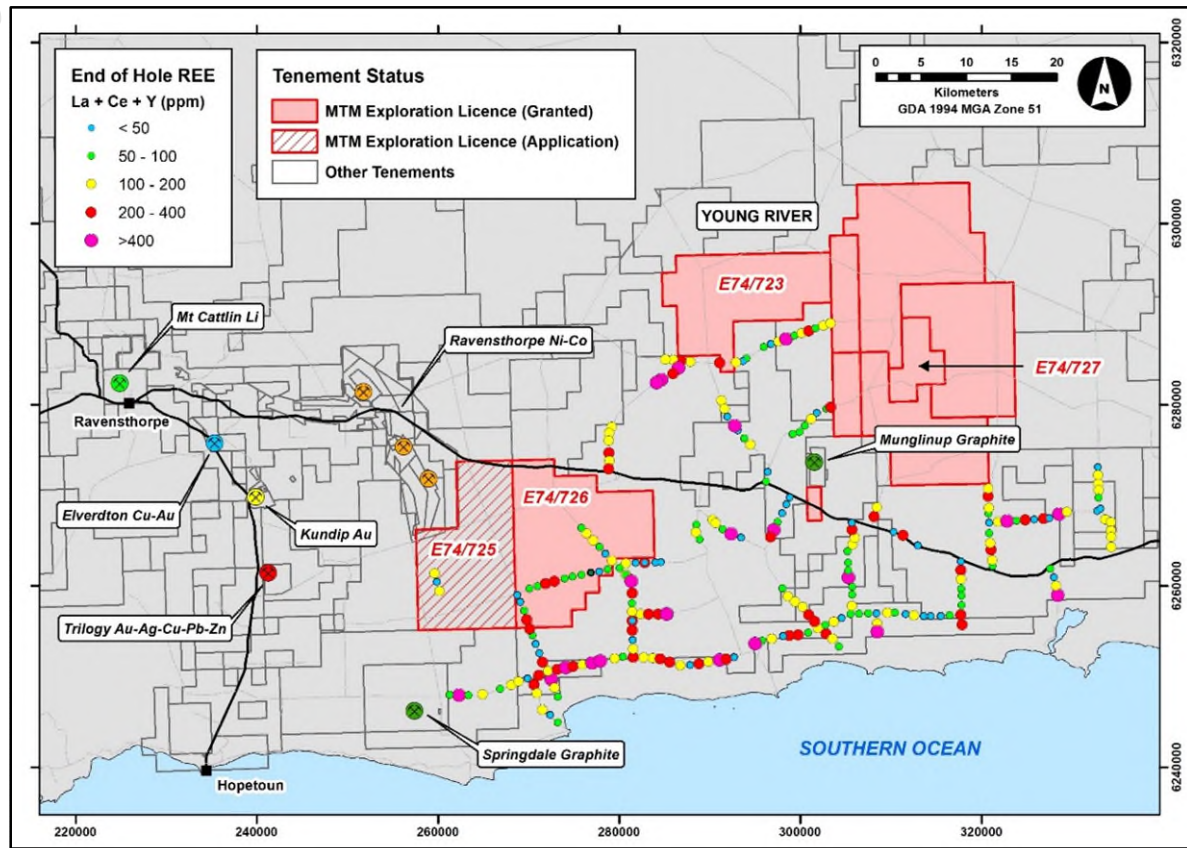 End of Hole REE
La + Ce + Y (ppm)
< 50
50 - 100
100 - 200
200 - 400
>400
Tenement Status
MTM Exploration Licence (Granted)
MTM Exploration Licence (Application)
Other Tenements
0 5 10 15 20
Kilometers
GDA 1994 MGA Zone 51
N
YOUNG RIVER
E74/723
Mt Cattlin Li
Ravensthorpe Ni-Co
E74/727
Ravensthorpe
Munglinup Graphite
Elverdton Cu-Au
Kundip Au
E74/726
E74/725
Trilogy Au-Ag-Cu-Pb-Zn
Springdale Graphite
SOUTHERN OCEAN
Hopetoun
220000 240000 260000 280000 300000 320000
6320000
6300000
6280000
6260000
6240000